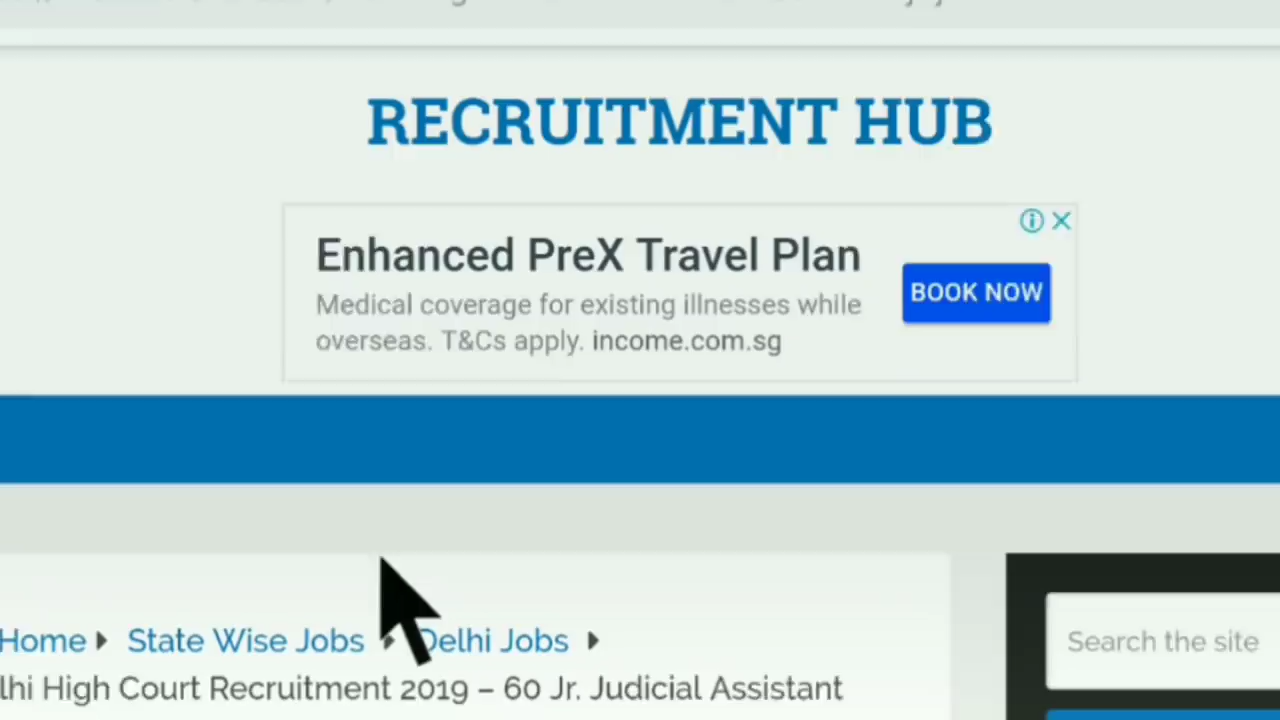 RECRUITMENT HUB
Enhanced PreX Travel Plan
Medical coverage for existing illnesses while
overseas. T&Cs apply. income.com.sg
BOOK NOW
Home State Wise Jobs Delhi Jobs
lhi High Court Recruitment 2019 – 60 Jr. Judicial Assistant
Search the site